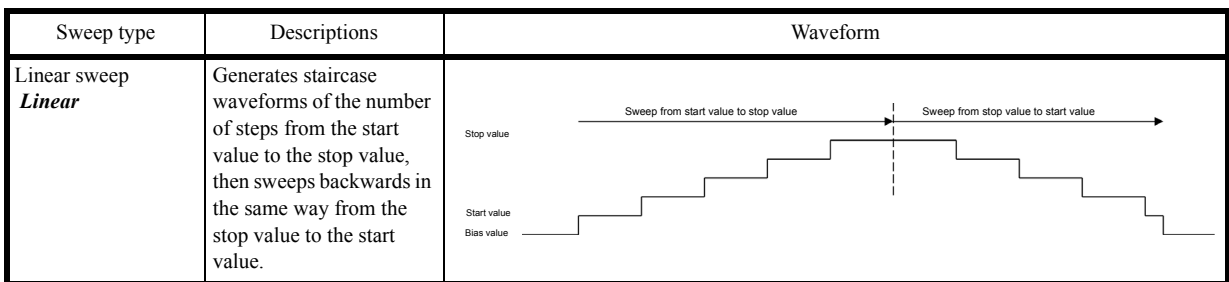 Sweep type
Descriptions
Waveform
Linear sweep
Linear
Generates staircase
waveforms of the number
of steps from the start
value to the stop value,
then sweeps backwards in
the same way from the
stop value to the start
value.
Sweep from start value to stop value
Sweep from stop value to start value
Stop value
Start value
Bias value